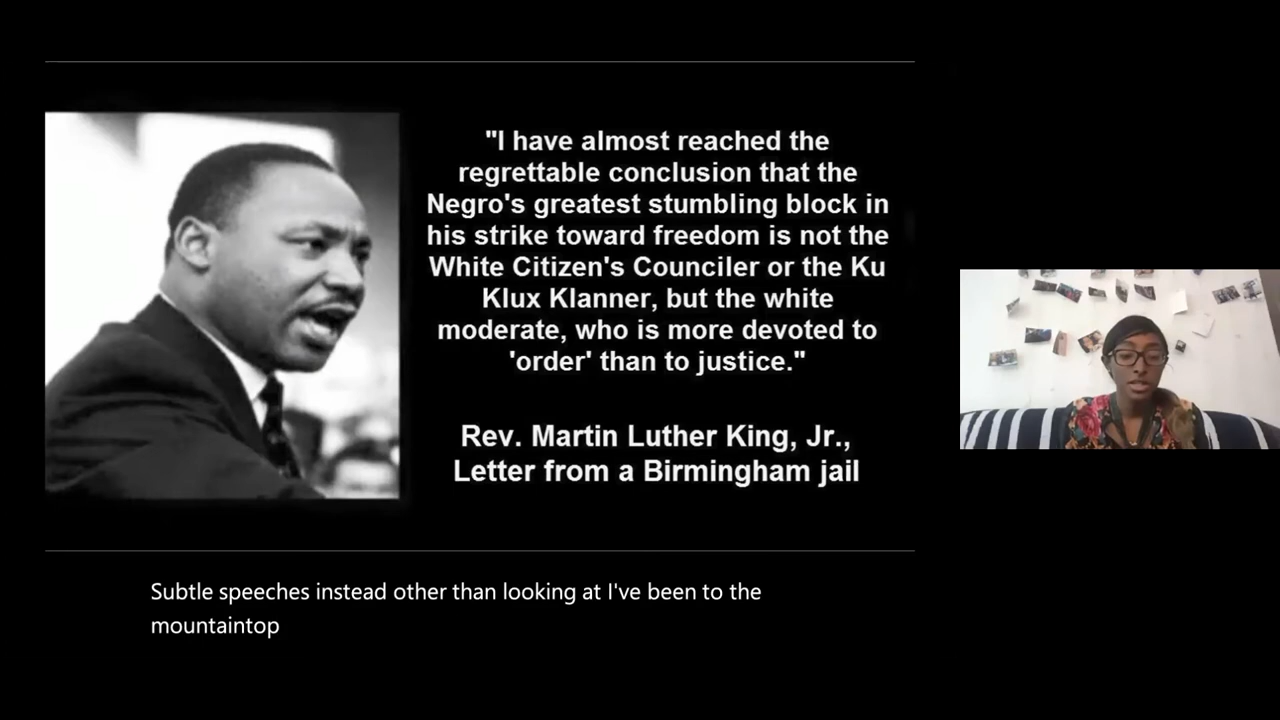 "I have almost reached the
regrettable conclusion that the
Negro's greatest stumbling block in
his strike toward freedom is not the
White Citizen's Counciler or the Ku
Klux Klanner, but the white
moderate, who is more devoted to
'order' than to justice."
Rev. Martin Luther King, Jr.,
Letter from a Birmingham jail
Subtle speeches instead other than looking at I've been to the
mountaintop